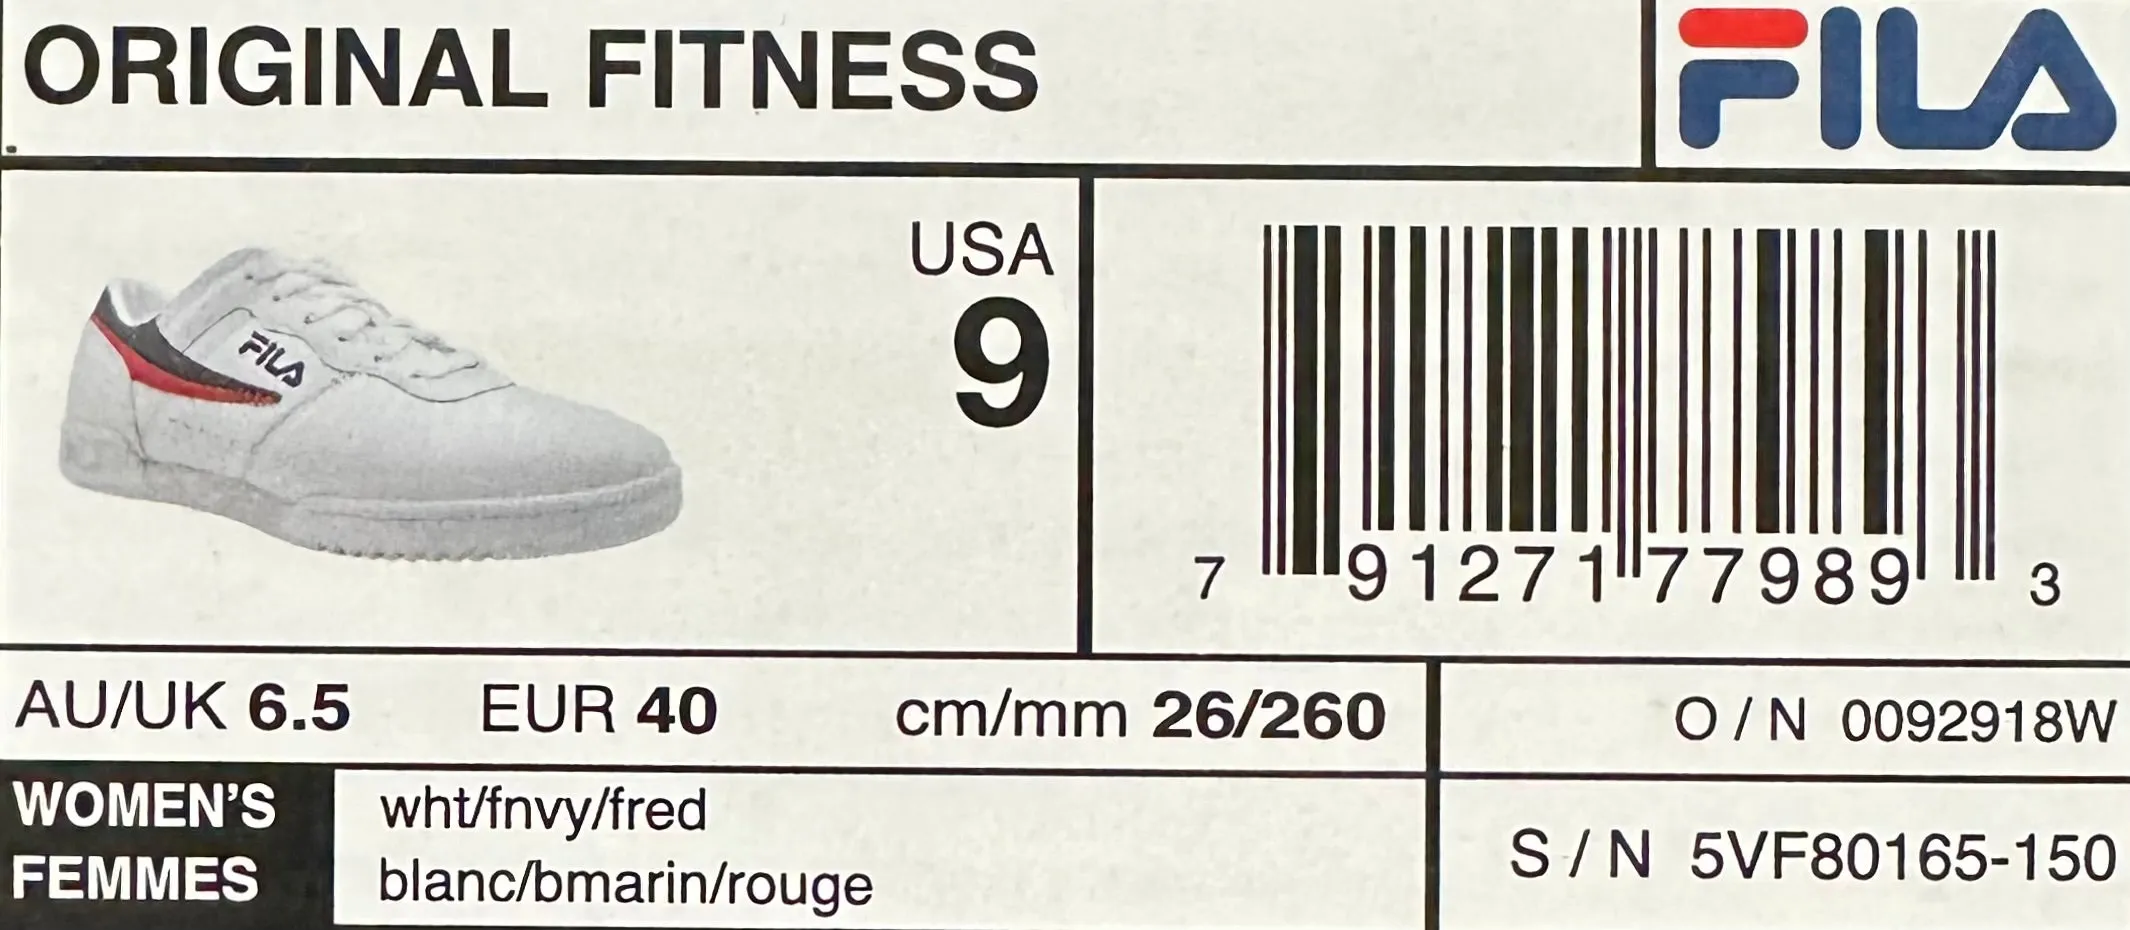 ORIGINAL FITNESS
FILA
FILA
USA
9
7 91271 77989 3
AU/UK 6.5 EUR 40 cm/mm 26/260
O / N 0092918W
WOMEN'S
FEMMES
wht/fnvy/fred
blanc/bmarin/rouge
S / N 5VF80165-150